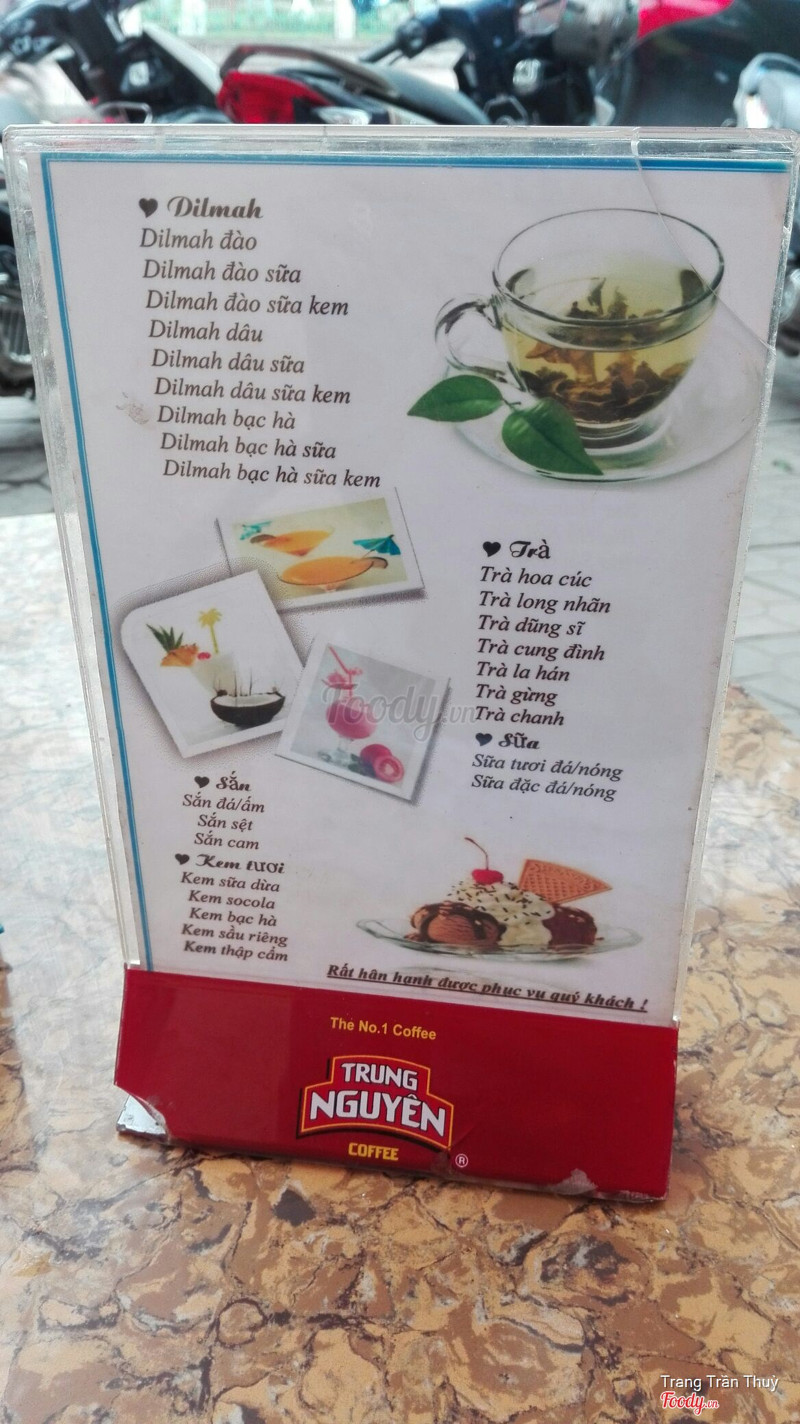 ♥ Dilmah
Dilmah đào
Dilmah đào sữa
Dilmah đào sữa kem
Dilmah dâu
Dilmah dâu sữa
Dilmah dâu sữa kem
Dilmah bạc hà
Dilmah bạc hà sữa
Dilmah bạc hà sữa kem
♥ Trà
Trà hoa cúc
Trà long nhãn
Trà dũng sĩ
Trà cung đình
Trà la hán
Trà gừng
Trà chanh
♥ Sữa
Sữa tươi đá/nóng
Sữa đặc đá/nóng
♥ Sắn
Sắn đá/ấm
Sắn sệt
Sắn cam
♥ Kem tươi
Kem sữa dừa
Kem socola
Kem bạc hà
Kem sầu riêng
Kem thập cẩm
Rất hân hạnh được phục vụ quý khách !
The No.1 Coffee
TRUNG
NGUYÊN
COFFEE ®
Foody.vn
Trang Trần Thuỳ
Foody.vn